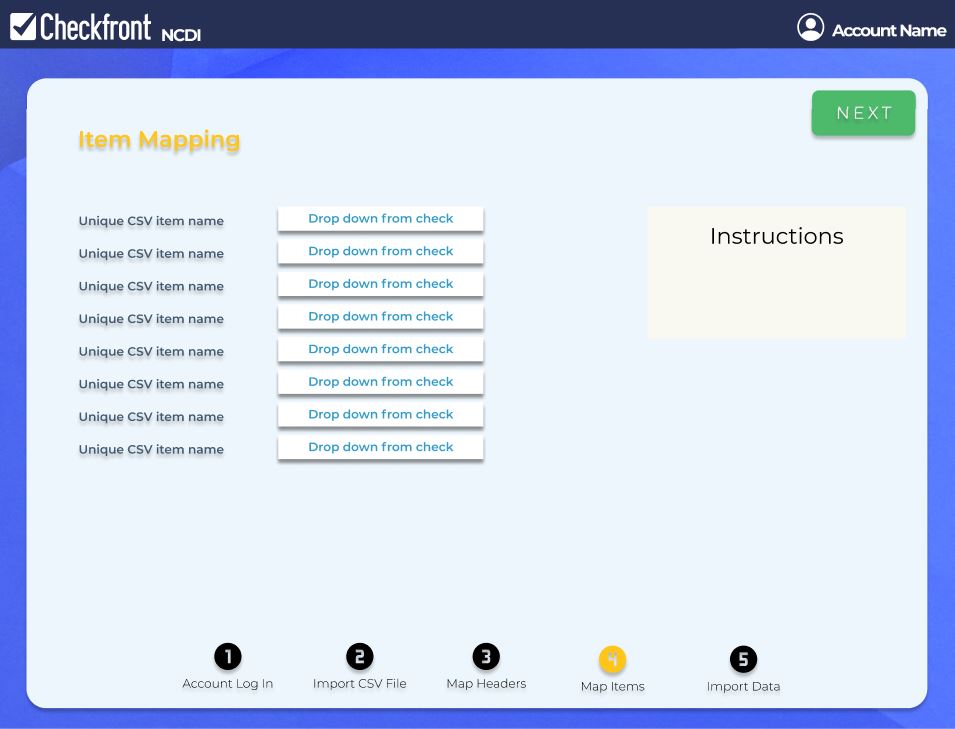 Checkfront NCDI
Account Name
NEXT
Item Mapping
Unique CSV item name Drop down from check
Unique CSV item name Drop down from check
Unique CSV item name Drop down from check
Unique CSV item name Drop down from check
Unique CSV item name Drop down from check
Unique CSV item name Drop down from check
Unique CSV item name Drop down from check
Unique CSV item name Drop down from check
Instructions
1 2 3 4 5
Account Log In Import CSV File Map Headers Map Items Import Data